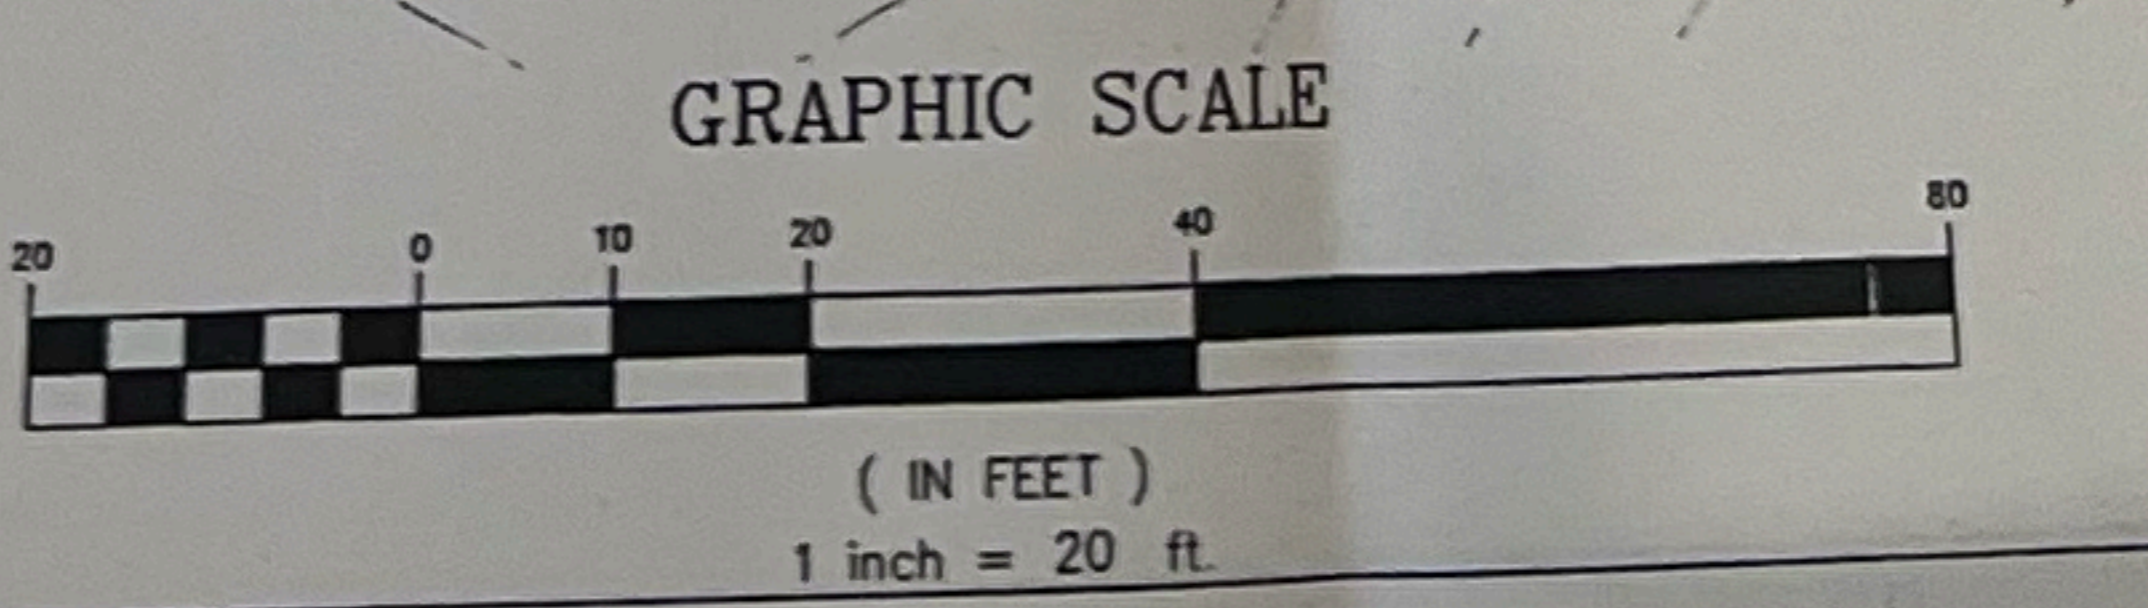 GRAPHIC SCALE
20 0 10 20 40 80
( IN FEET )
1 inch = 20 ft.